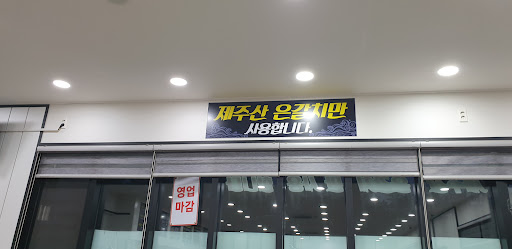 제주산 은갈치만
사용합니다.
영업
마감